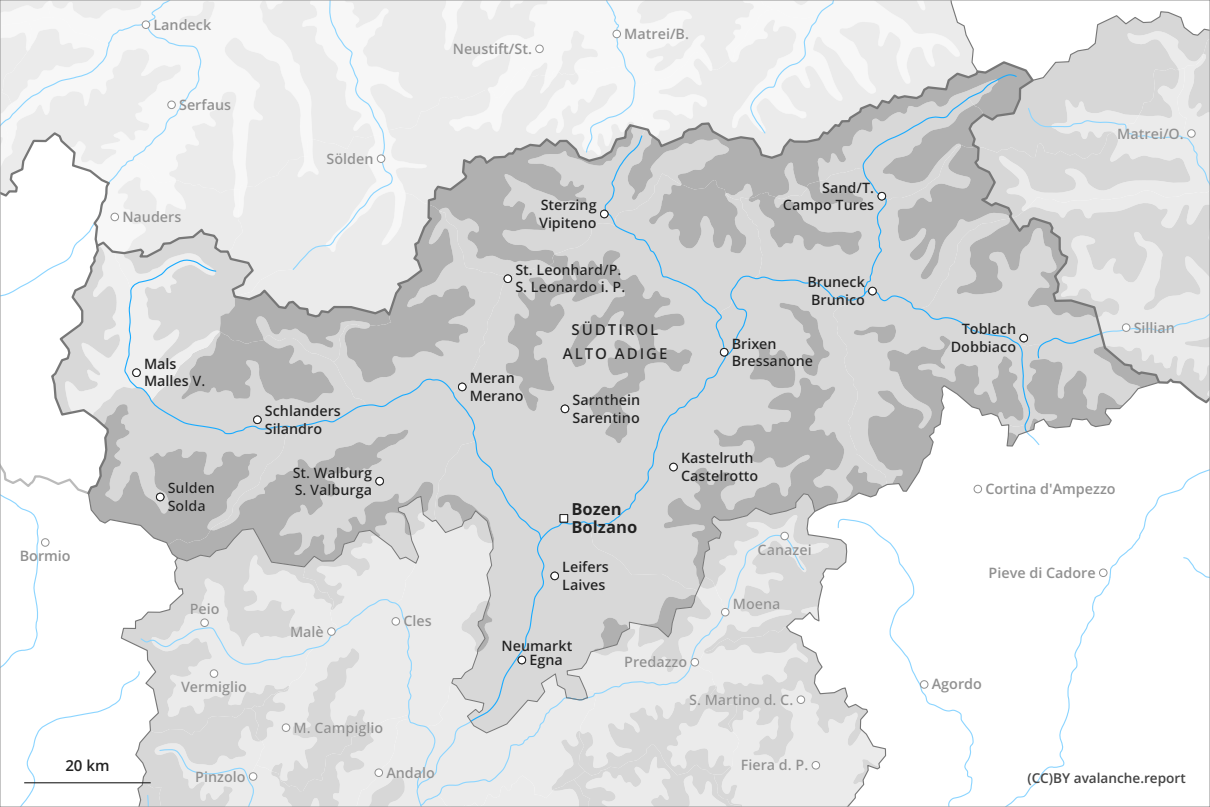 Landeck
Neustift/St.
Matrei/B.
Serfaus
Matrei/O.
Sölden
Sand/T.
Campo Tures
Nauders
Sterzing
Vipiteno
St. Leonhard/P.
S. Leonardo i. P.
Bruneck
Brunico
SÜDTIROL
ALTO ADIGE
Toblach
Dobbiaco
Sillian
Brixen
Bressanone
Mals
Malles V.
Meran
Merano
Sarnthein
Sarentino
Schlanders
Silandro
Kastelruth
Castelrotto
St. Walburg
S. Valburga
Sulden
Solda
Cortina d'Ampezzo
Bozen
Bolzano
Bormio
Canazei
Leifers
Laives
Pieve di Cadore
Peio
Moena
Malè
Cles
Neumarkt
Egna
Predazzo
Vermiglio
Agordo
S. Martino d. C.
M. Campiglio
Fiera d. P.
Pinzolo
Andalo
20 km
(CC)BY avalanche.report